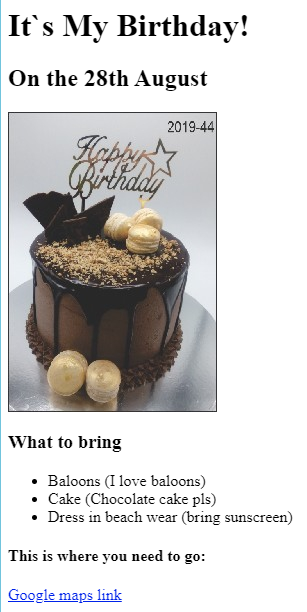 It`s My Birthday!
On the 28th August
2019-44
Happy
Birthday
What to bring
Baloons (I love baloons)
Cake (Chocolate cake pls)
Dress in beach wear (bring sunscreen)
This is where you need to go:
Google maps link